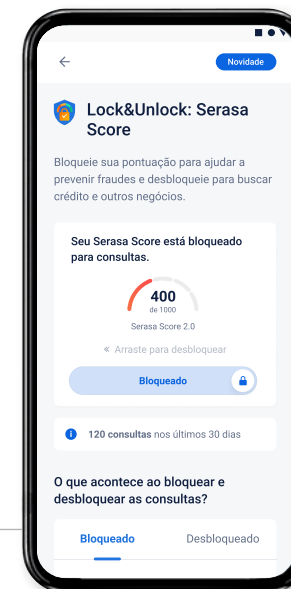 Novidade
Lock&Unlock: Serasa
Score
Bloqueie sua pontuação para ajudar a
prevenir fraudes e desbloqueie para buscar
crédito e outros negócios.
Seu Serasa Score está bloqueado
para consultas.
400
de 1000
Serasa Score 2.0
« Arraste para desbloquear
Bloqueado
120 consultas nos últimos 30 dias
O que acontece ao bloquear e
desbloquear as consultas?
Bloqueado Desbloqueado